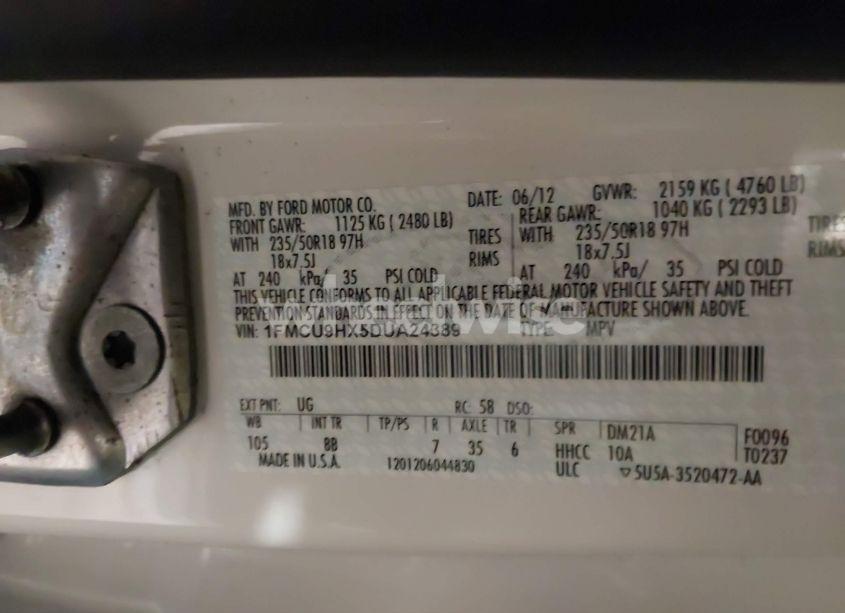 MFD. BY FORD MOTOR CO. DATE: 06/12 GVWR: 2159 KG ( 4760 LB)
FRONT GAWR: 1125 KG ( 2480 LB) REAR GAWR: 1040 KG ( 2293 LB)
WITH 235/50R18 97H TIRES WITH 235/50R18 97H TIRES
18x7.5J RIMS 18x7.5J RIMS
AT 240 kPa/ 35 PSI COLD AT 240 kPa/ 35 PSI COLD
THIS VEHICLE CONFORMS TO ALL APPLICABLE FEDERAL MOTOR VEHICLE SAFETY AND THEFT
PREVENTION STANDARDS IN EFFECT ON THE DATE OF MANUFACTURE SHOWN ABOVE.
VIN: 1FMCU9HX5DUA24389 TYPE MPV
EXT PNT: UG RC: 58 DSO:
WB INT TR TP/PS R AXLE TR SPR DM21A F0096
105 8B 7 35 6 HHCC 10A T0237
MADE IN U.S.A. 1201206044830 ULC ▽5U5A-3520472-AA